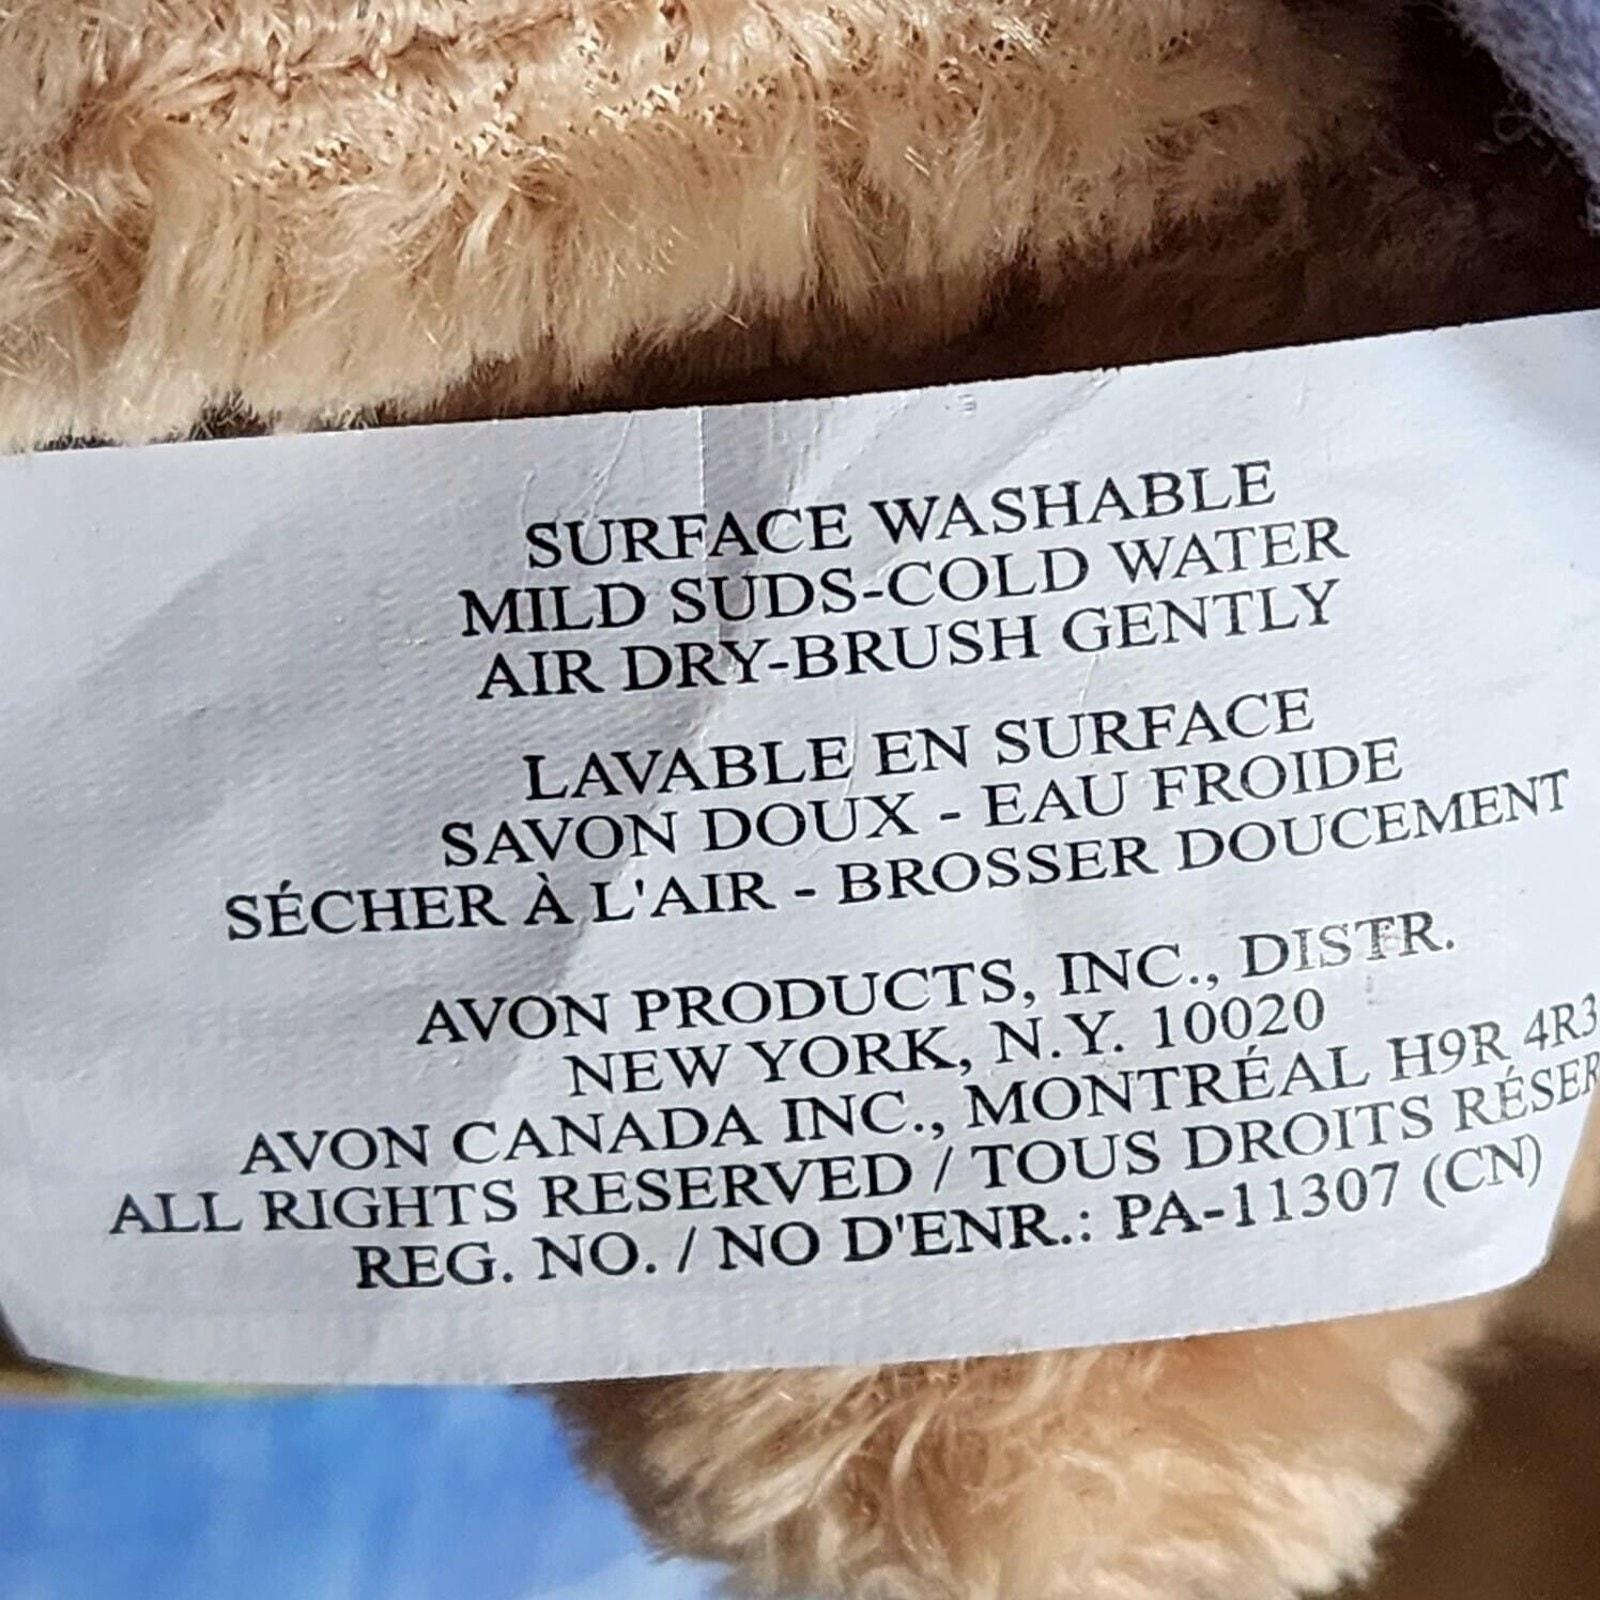 SURFACE WASHABLE
MILD SUDS-COLD WATER
AIR DRY-BRUSH GENTLY
LAVABLE EN SURFACE
SAVON DOUX - EAU FROIDE
SÉCHER À L'AIR - BROSSER DOUCEMENT
AVON PRODUCTS, INC., DISTR.
NEW YORK, N.Y. 10020
AVON CANADA INC., MONTRÉAL H9R 4R3
ALL RIGHTS RESERVED / TOUS DROITS RÉSER
REG. NO. / NO D'ENR.: PA-11307 (CN)